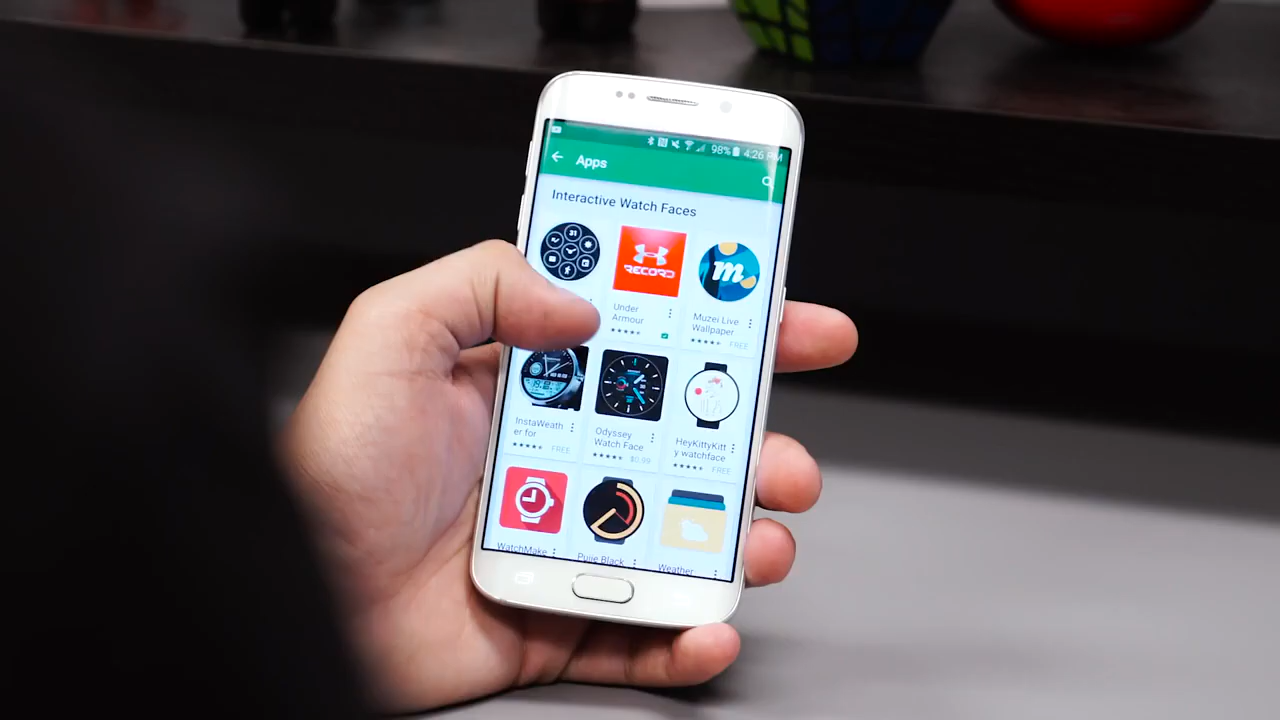 98% 4:26 PM
Apps
Interactive Watch Faces
31
RECORD
m
Under
Armour
Muzei Live
Wallpaper
FREE
InstaWeath
er for
FREE
Odyssey
Watch Face
$0.99
HeyKittyKitt
y watchface
FREE
WatchMake
Pujie Black
Weather